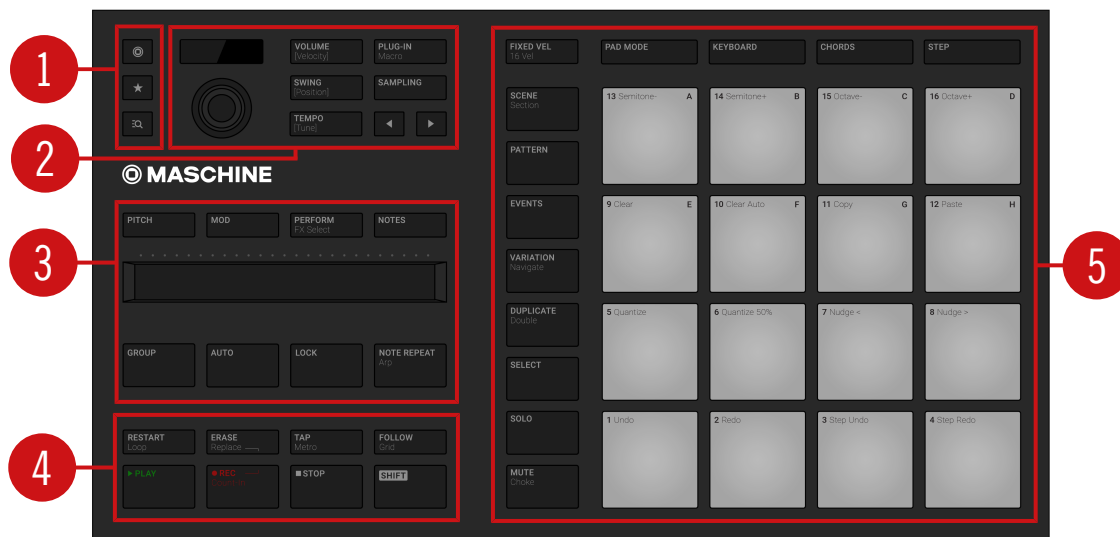 1
2
3
4
5
VOLUME
[Velocity]
PLUG-IN
Macro
SWING
[Position]
SAMPLING
TEMPO
[Tune]
MASCHINE
PITCH
MOD
PERFORM
FX Select
NOTES
GROUP
AUTO
LOCK
NOTE REPEAT
Arp
RESTART
Loop
ERASE
Replace
TAP
Metro
FOLLOW
Grid
PLAY
REC
Count-In
STOP
SHIFT
FIXED VEL
16 Vel
PAD MODE
KEYBOARD
CHORDS
STEP
SCENE
Section
PATTERN
EVENTS
VARIATION
Navigate
DUPLICATE
Double
SELECT
SOLO
MUTE
Choke
13 Semitone- A
14 Semitone+ B
15 Octave- C
16 Octave+ D
9 Clear E
10 Clear Auto F
11 Copy G
12 Paste H
5 Quantize
6 Quantize 50%
7 Nudge <
8 Nudge >
1 Undo
2 Redo
3 Step Undo
4 Step Redo